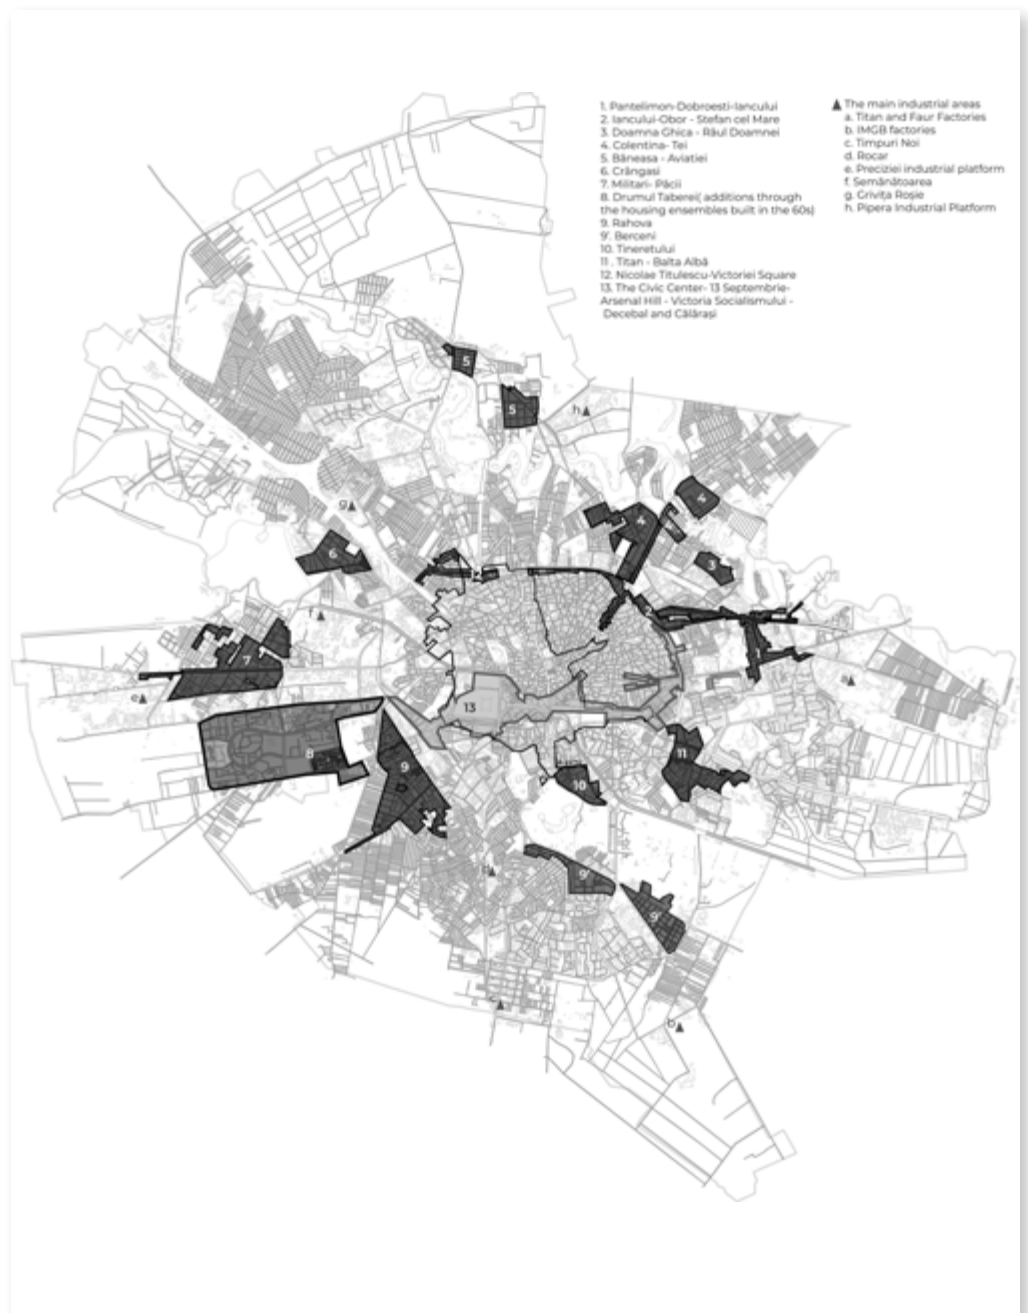 1. Pantelimon-Dobroesti-Iancului
2. Iancului-Obor - Stefan cel Mare
3. Doamna Ghica - Râul Doamnei
4. Colentina- Tei
5. Băneasa - Aviatiei
6. Crângasi
7. Militari- Păcii
8. Drumul Taberei( additions through
the housing ensembles built in the 60s)
9. Rahova
9'. Berceni
10. Tineretului
11 . Titan - Balta Albă
12. Nicolae Titulescu-Victoriei Square
13. The Civic Center- 13 Septembrie-
Arsenal Hill - Victoria Socialismului -
Decebal and Călărași
▲ The main industrial areas
a. Titan and Faur Factories
b. IMGB factories
c. Timpuri Noi
d. Rocar
e. Preciziei industrial platform
f. Semănătoarea
g. Grivița Roșie
h. Pipera Industrial Platform
5
5
h▲
4
g▲
4
6
3
2
f▲
7
a▲
e▲
13
8
9
11
10
d▲
9'
9'
c▲
b▲